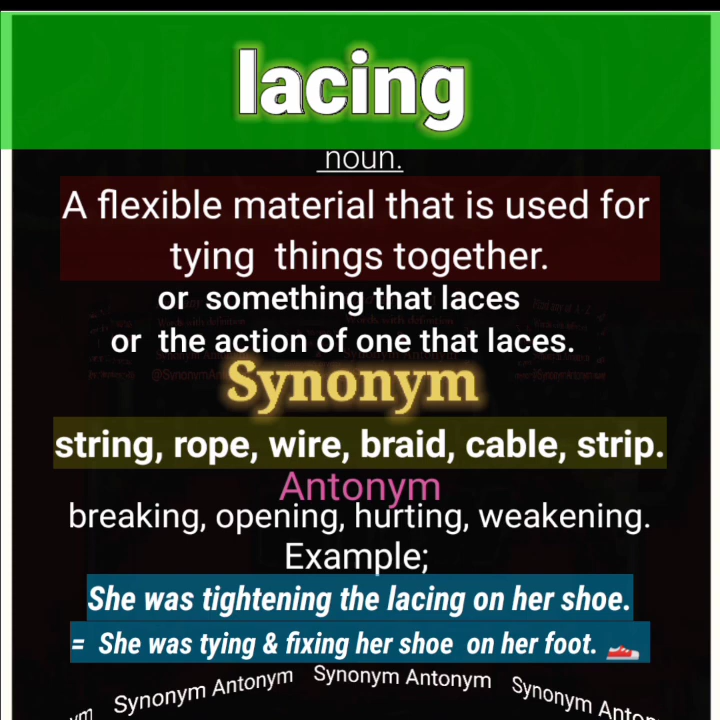 lacing
noun.
A flexible material that is used for
tying things together.
or something that laces
or the action of one that laces.
Synonym
string, rope, wire, braid, cable, strip.
Antonym
breaking, opening, hurting, weakening.
Example;
She was tightening the lacing on her shoe.
= She was tying & fixing her shoe on her foot. 👟
Synonym Antonym Synonym Antonym Synonym